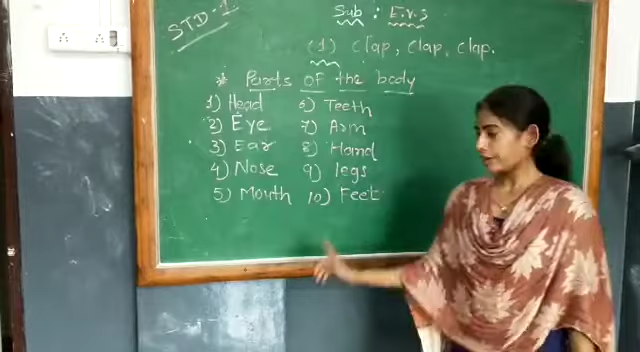 STD. 1
Sub : E.V.S
(1) Clap, Clap, Clap.
* Parts of the body
1) Head 6) Teeth
2) Eye 7) Arm
3) Ear 8) Hand
4) Nose 9) legs
5) Mouth 10) Feet